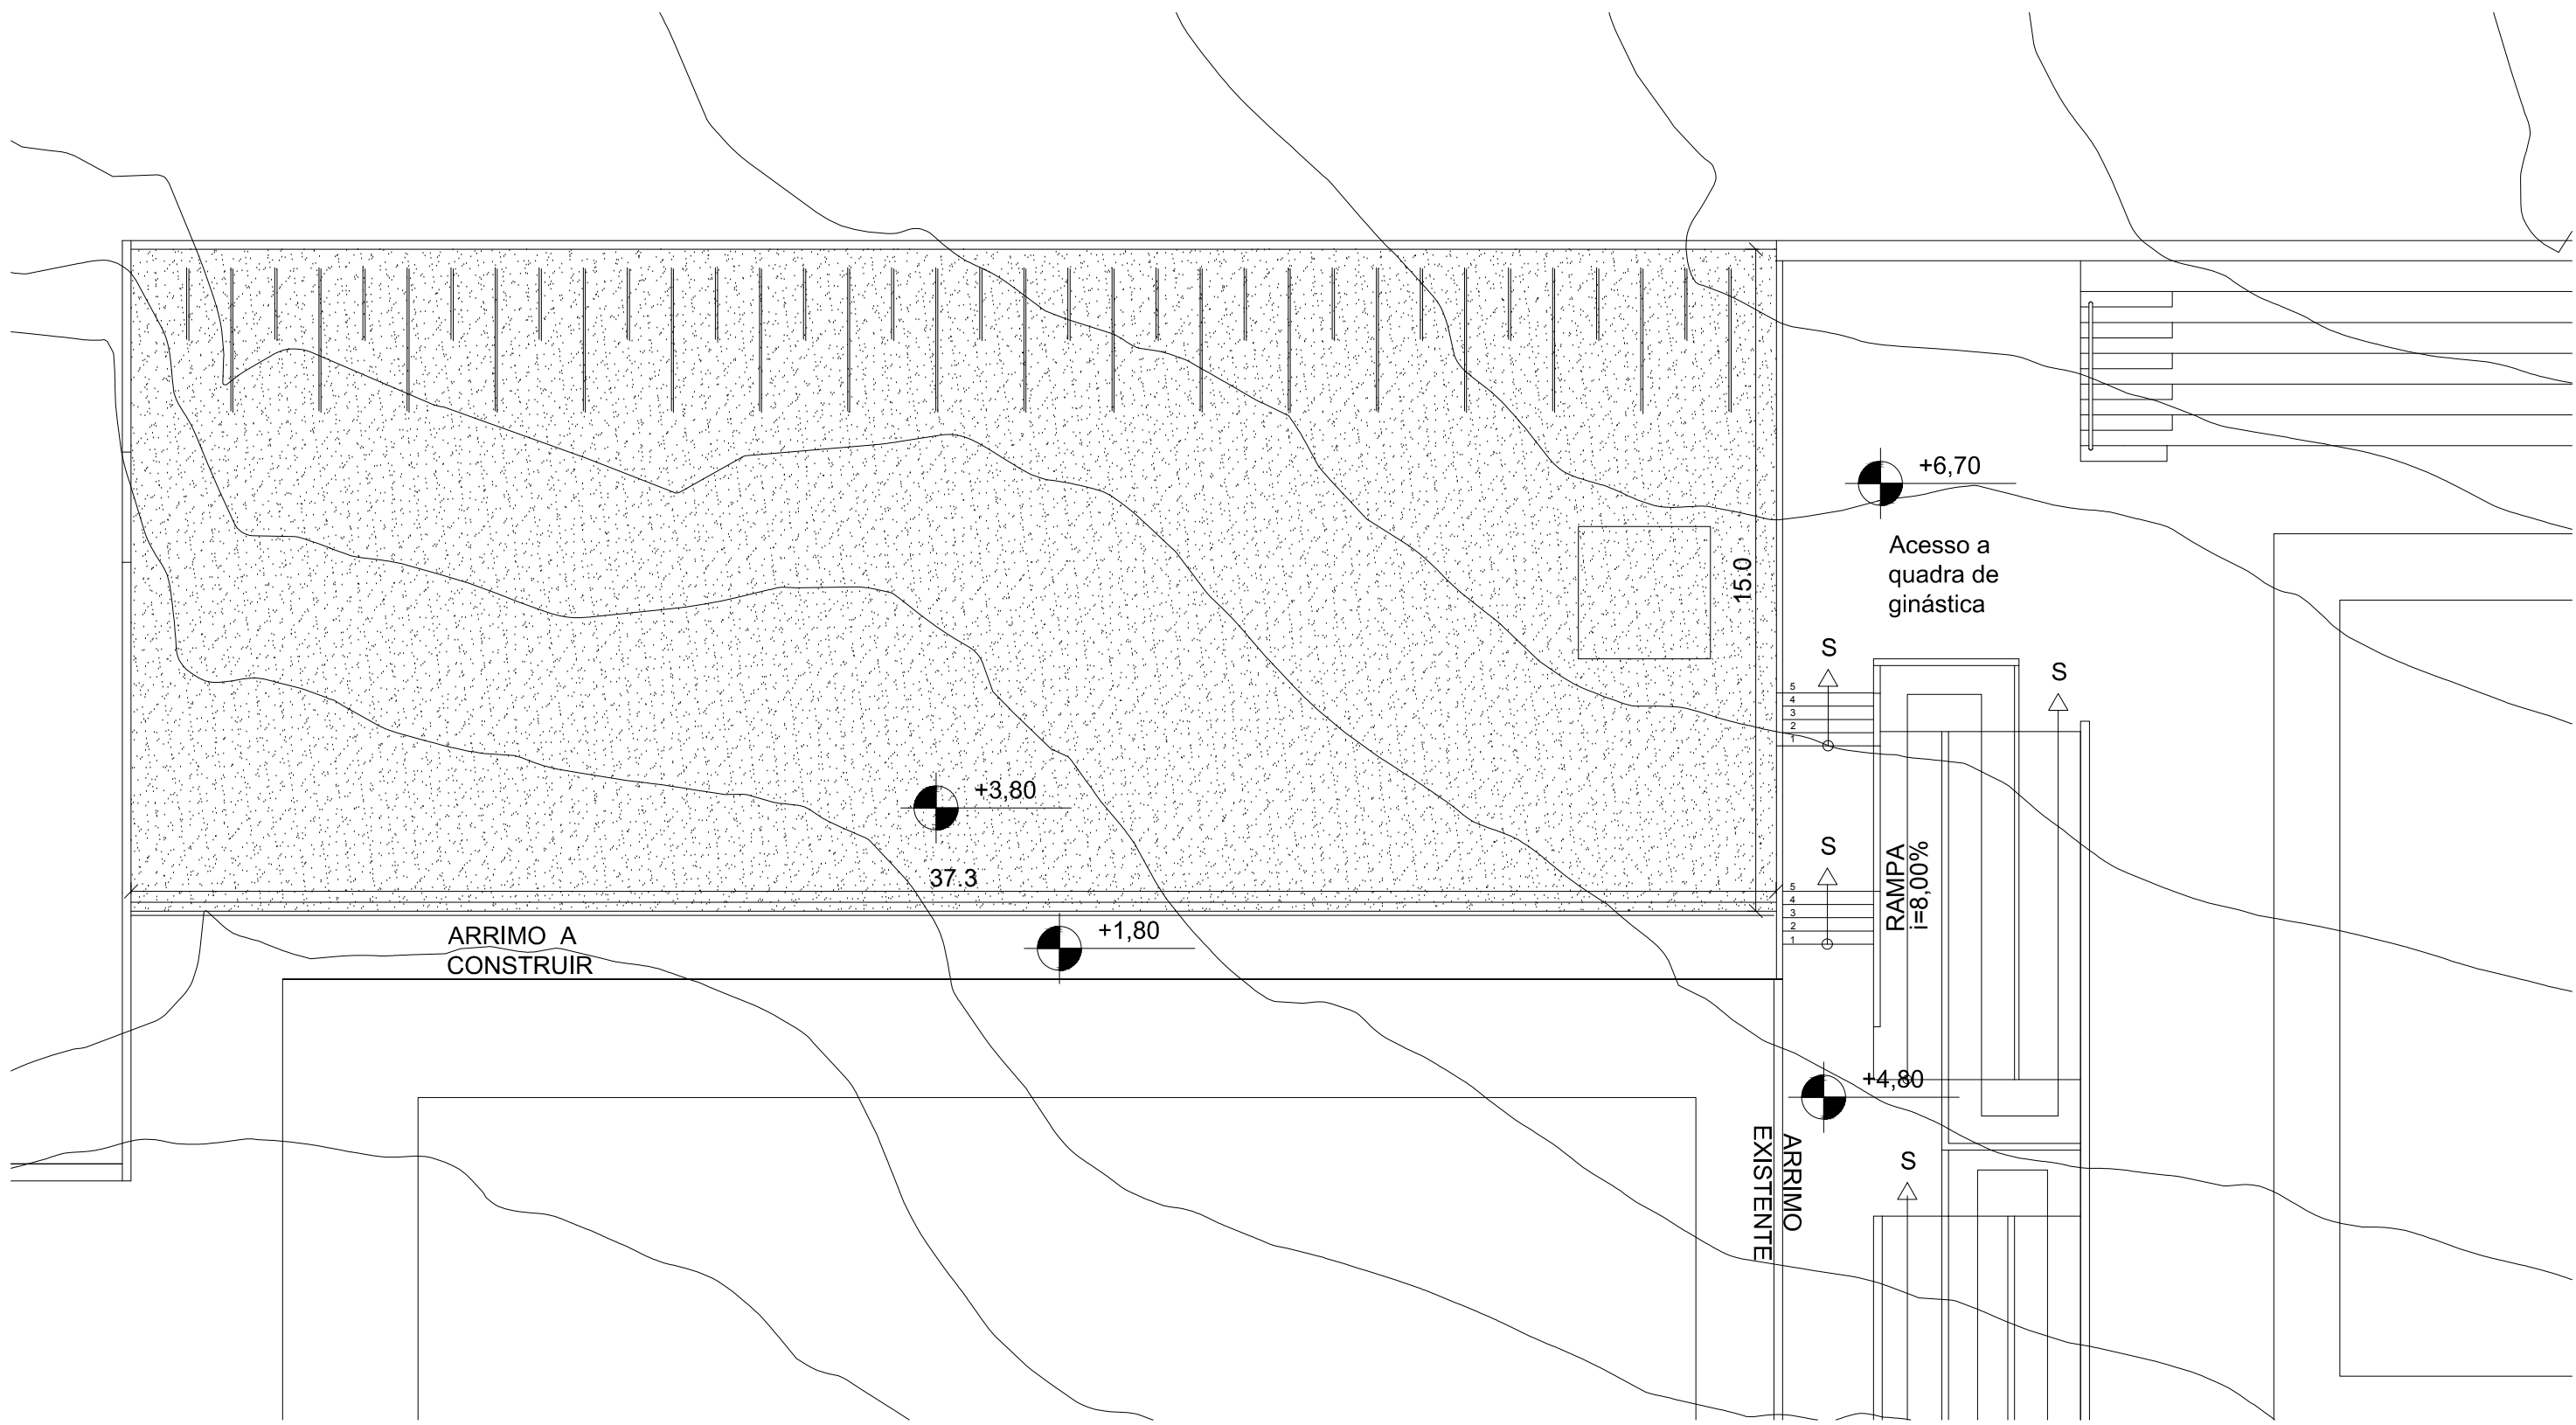 +6,70
Acesso a
quadra de
ginástica
15.0
S
S
5
4
3
2
1
+3,80
37.3
S
5
4
3
2
1
RAMPA
i=8,00%
+1,80
ARRIMO A
CONSTRUIR
+4,80
ARRIMO
EXISTENTE
S